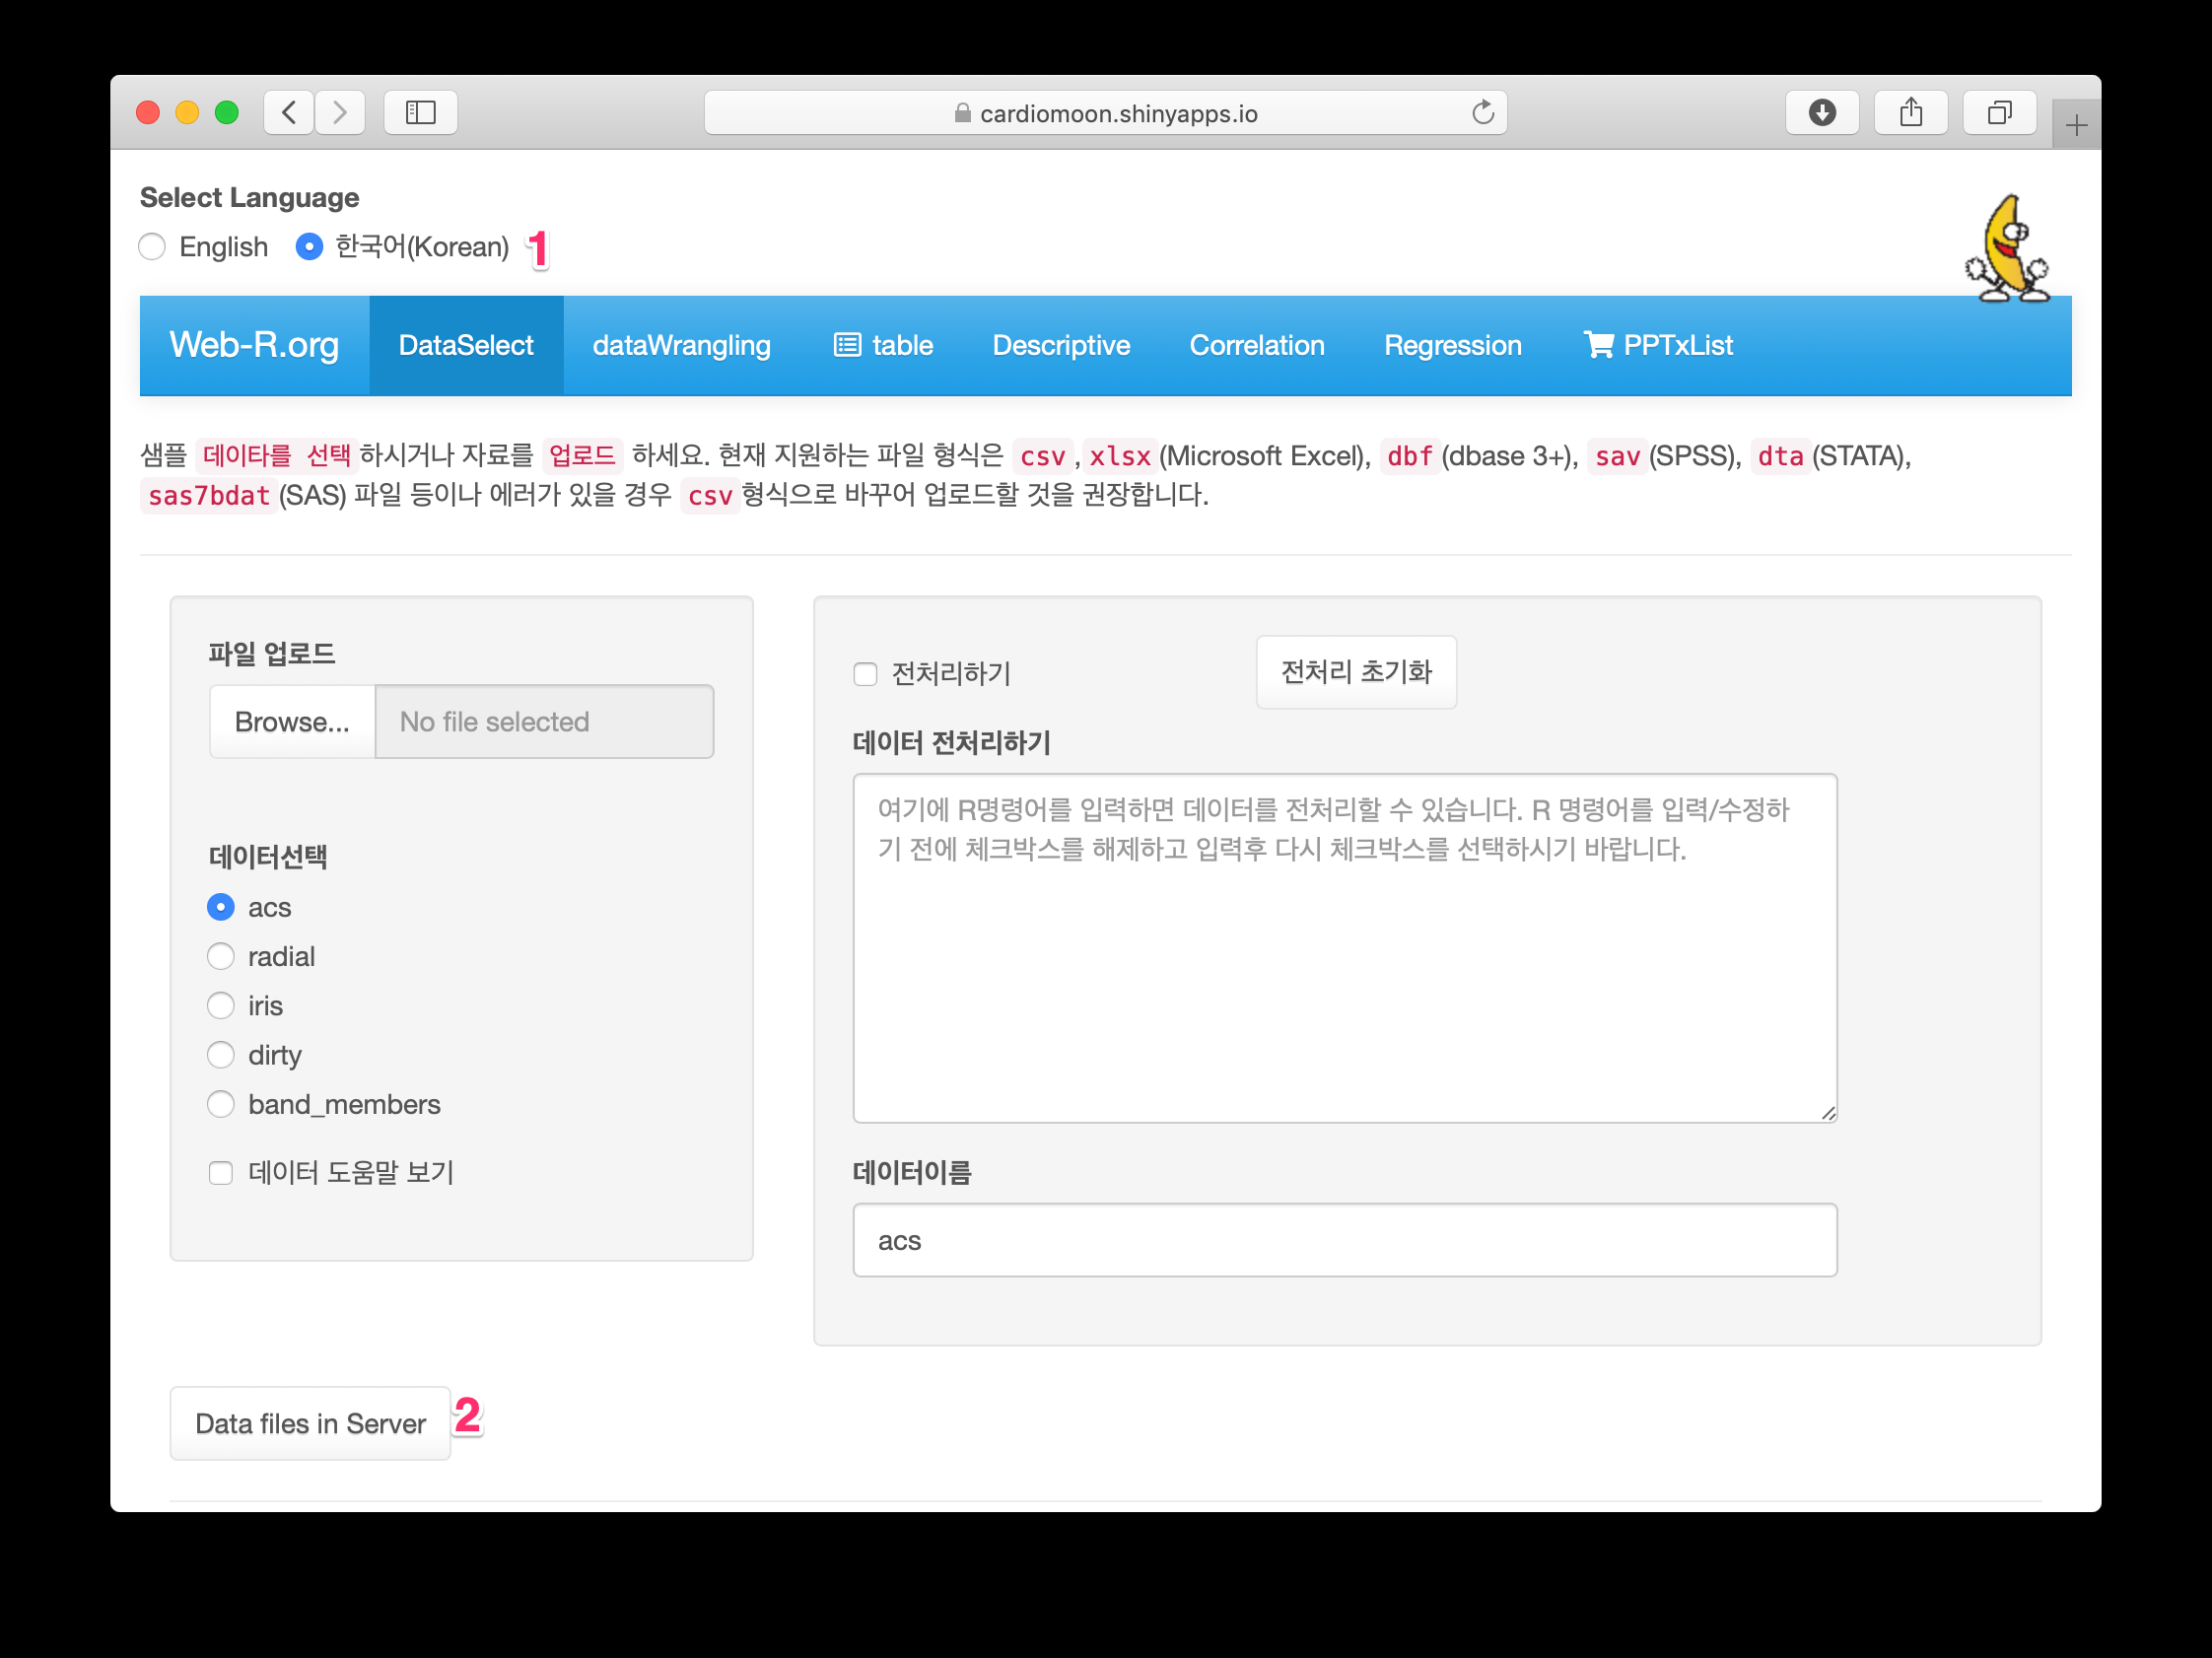 cardiomoon.shinyapps.io
Select Language
English 한국어(Korean) 1
Web-R.org DataSelect dataWrangling table Descriptive Correlation Regression PPTxList
샘플 데이타를 선택하시거나 자료를 업로드 하세요. 현재 지원하는 파일 형식은 csv,xlsx(Microsoft Excel), dbf(dbase 3+), sav(SPSS), dta(STATA),
sas7bdat(SAS) 파일 등이나 에러가 있을 경우 csv형식으로 바꾸어 업로드할 것을 권장합니다.
파일 업로드
Browse... No file selected
데이터선택
acs
radial
iris
dirty
band_members
데이터 도움말 보기
전처리하기 전처리 초기화
데이터 전처리하기
여기에 R명령어를 입력하면 데이터를 전처리할 수 있습니다. R 명령어를 입력/수정하
기 전에 체크박스를 해제하고 입력후 다시 체크박스를 선택하시기 바랍니다.
데이터이름
acs
Data files in Server 2